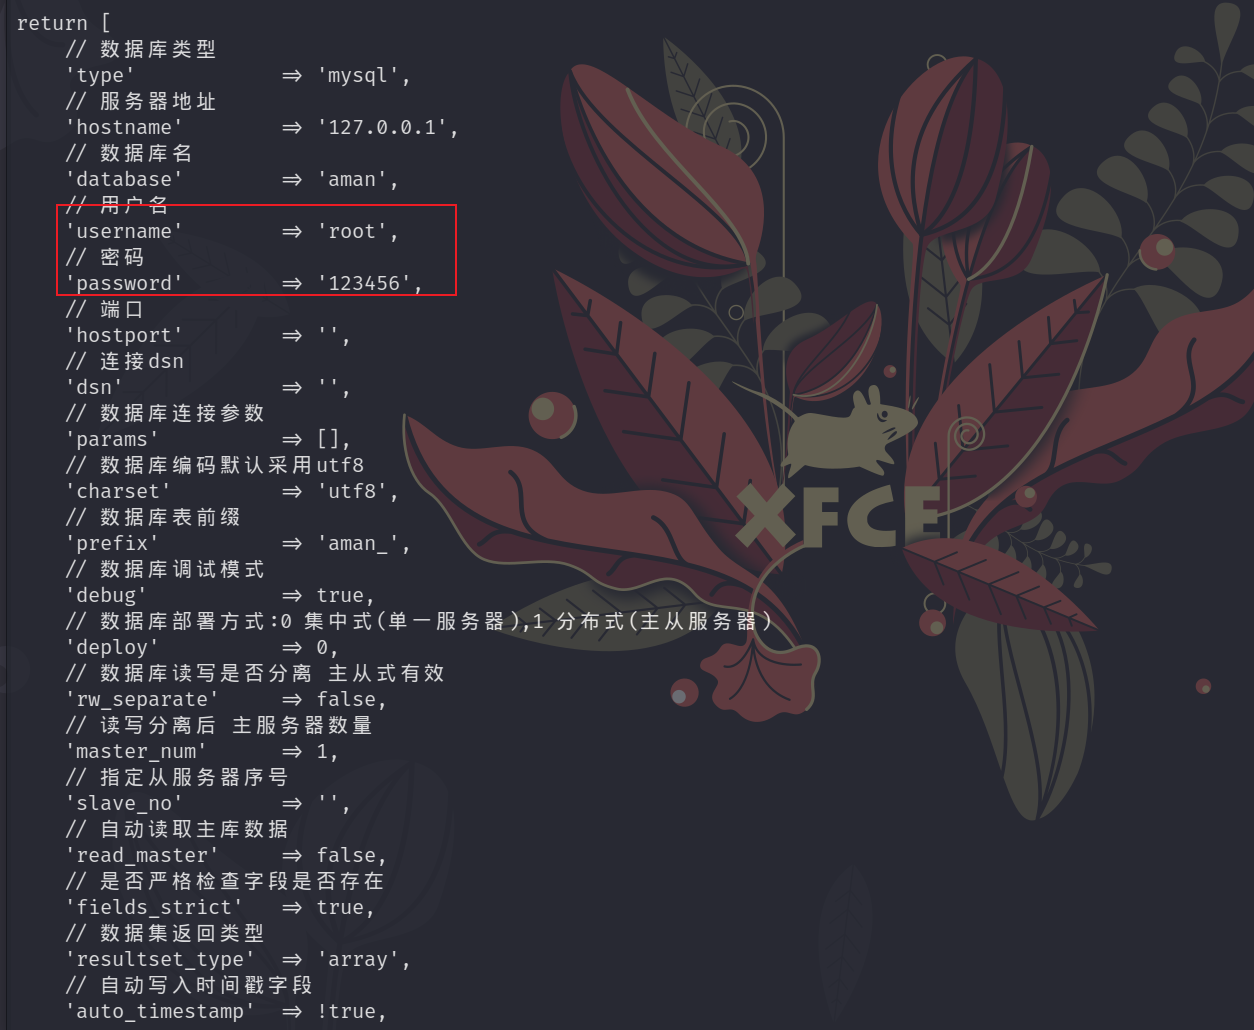 return [
    // 数据库类型
    'type'            => 'mysql',
    // 服务器地址
    'hostname'        => '127.0.0.1',
    // 数据库名
    'database'        => 'aman',
    // 用户名
    'username'        => 'root',
    // 密码
    'password'        => '123456',
    // 端口
    'hostport'        => '',
    // 连接dsn
    'dsn'             => '',
    // 数据库连接参数
    'params'          => [],
    // 数据库编码默认采用utf8
    'charset'         => 'utf8',
    // 数据库表前缀
    'prefix'          => 'aman_',
    // 数据库调试模式
    'debug'           => true,
    // 数据库部署方式:0 集中式(单一服务器),1 分布式(主从服务器)
    'deploy'          => 0,
    // 数据库读写是否分离 主从式有效
    'rw_separate'     => false,
    // 读写分离后 主服务器数量
    'master_num'      => 1,
    // 指定从服务器序号
    'slave_no'        => '',
    // 自动读取主库数据
    'read_master'     => false,
    // 是否严格检查字段是否存在
    'fields_strict'   => true,
    // 数据集返回类型
    'resultset_type'  => 'array',
    // 自动写入时间戳字段
    'auto_timestamp'  => !true,
XFCE